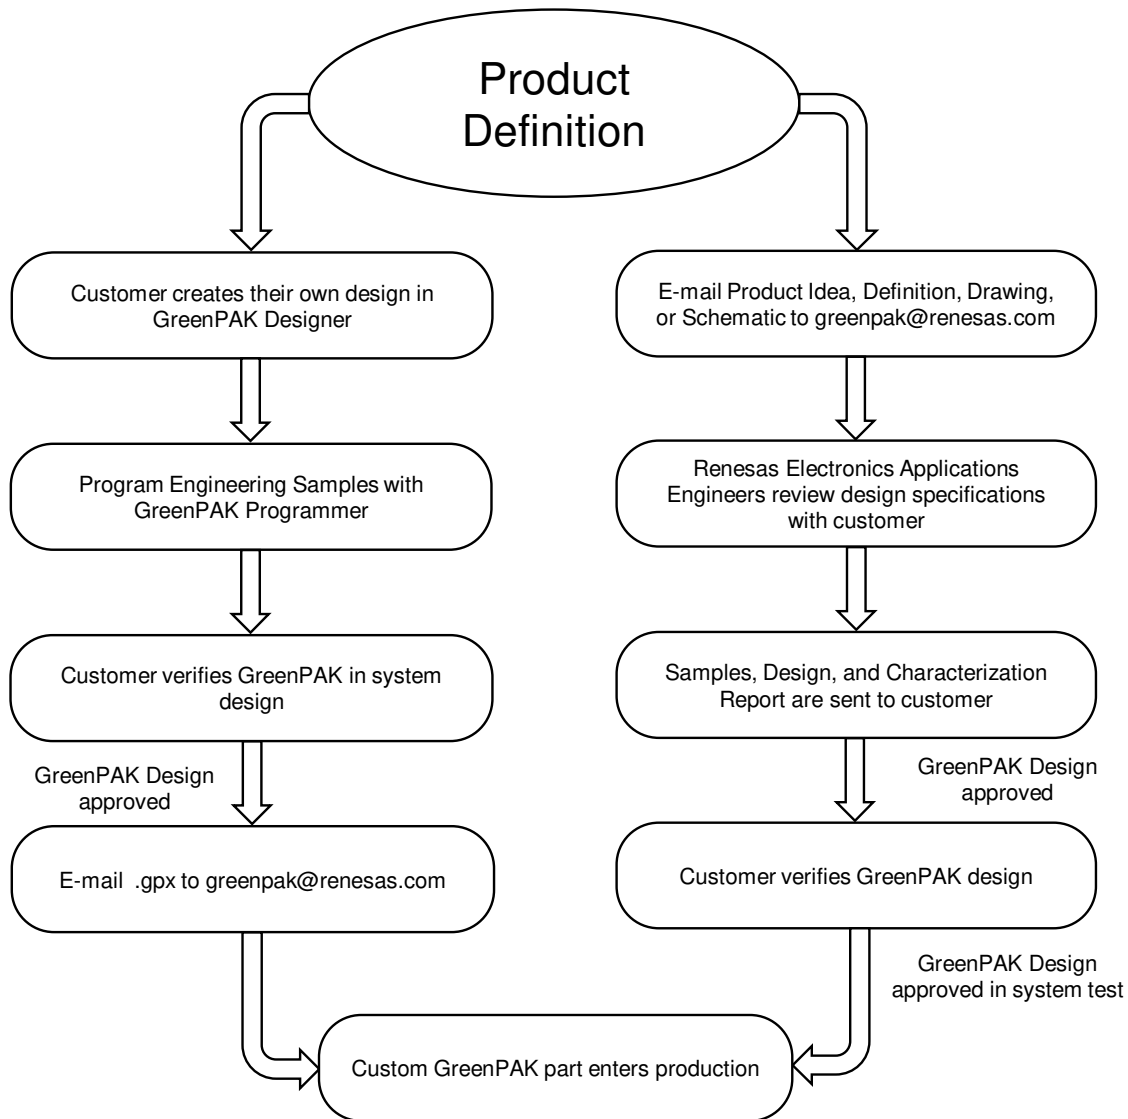 Product
Definition
Customer creates their own design in
GreenPAK Designer
Program Engineering Samples with
GreenPAK Programmer
Customer verifies GreenPAK in system
design
GreenPAK Design
approved
E-mail .gpx to greenpak@renesas.com
E-mail Product Idea, Definition, Drawing,
or Schematic to greenpak@renesas.com
Renesas Electronics Applications
Engineers review design specifications
with customer
Samples, Design, and Characterization
Report are sent to customer
GreenPAK Design
approved
Customer verifies GreenPAK design
GreenPAK Design
approved in system test
Custom GreenPAK part enters production